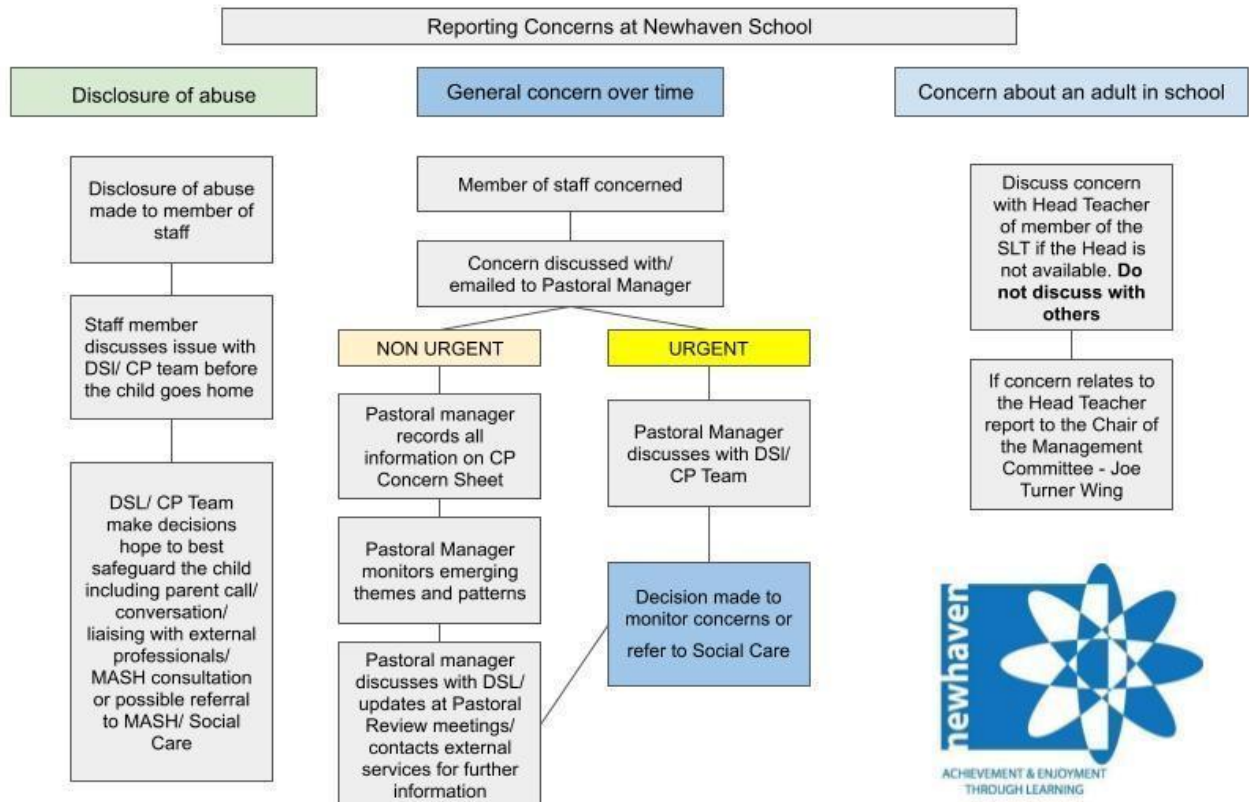 Reporting Concerns at Newhaven School
Disclosure of abuse
Disclosure of abuse
made to member of
staff
Staff member
discusses issue with
DSI/ CP team before
the child goes home
DSL/ CP Team
make decisions
hope to best
safeguard the child
including parent call/
conversation/
liaising with external
professionals/
MASH consultation
or possible referral
to MASH/ Social
Care
General concern over time
Member of staff concerned
Concern discussed with/
emailed to Pastoral Manager
NON URGENT
Pastoral manager
records all
information on CP
Concern Sheet
Pastoral Manager
monitors emerging
themes and patterns
Pastoral manager
discusses with DSL/
updates at Pastoral
Review meetings/
contacts external
services for further
information
URGENT
Pastoral Manager
discusses with DSI/
CP Team
Decision made to
monitor concerns or
refer to Social Care
Concern about an adult in school
Discuss concern
with Head Teacher
of member of the
SLT if the Head is
not available. Do
not discuss with
others
If concern relates to
the Head Teacher
report to the Chair of
the Management
Committee - Joe
Turner Wing
newhaven
ACHIEVEMENT & ENJOYMENT
THROUGH LEARNING